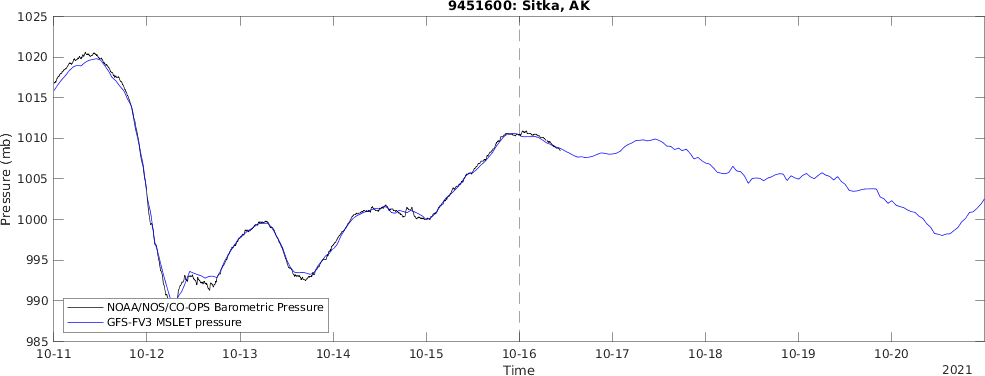 9451600: Sitka, AK
1025
1020
1015
1010
1005
1000
995
990
985
Pressure (mb)
NOAA/NOS/CO-OPS Barometric Pressure
GFS-FV3 MSLET pressure
10-11 10-12 10-13 10-14 10-15 10-16 10-17 10-18 10-19 10-20
Time
2021